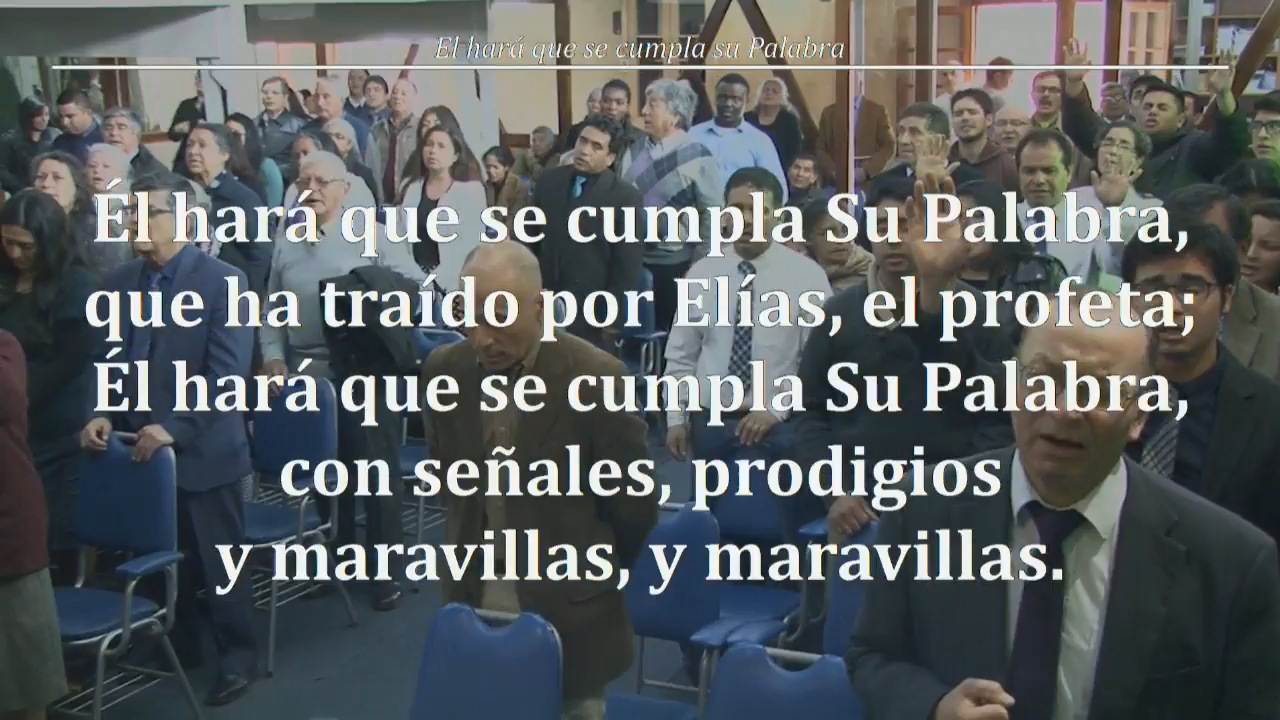 El hará que se cumpla su Palabra
Él hará que se cumpla Su Palabra,
que ha traído por Elías, el profeta;
Él hará que se cumpla Su Palabra,
con señales, prodigios
y maravillas, y maravillas.